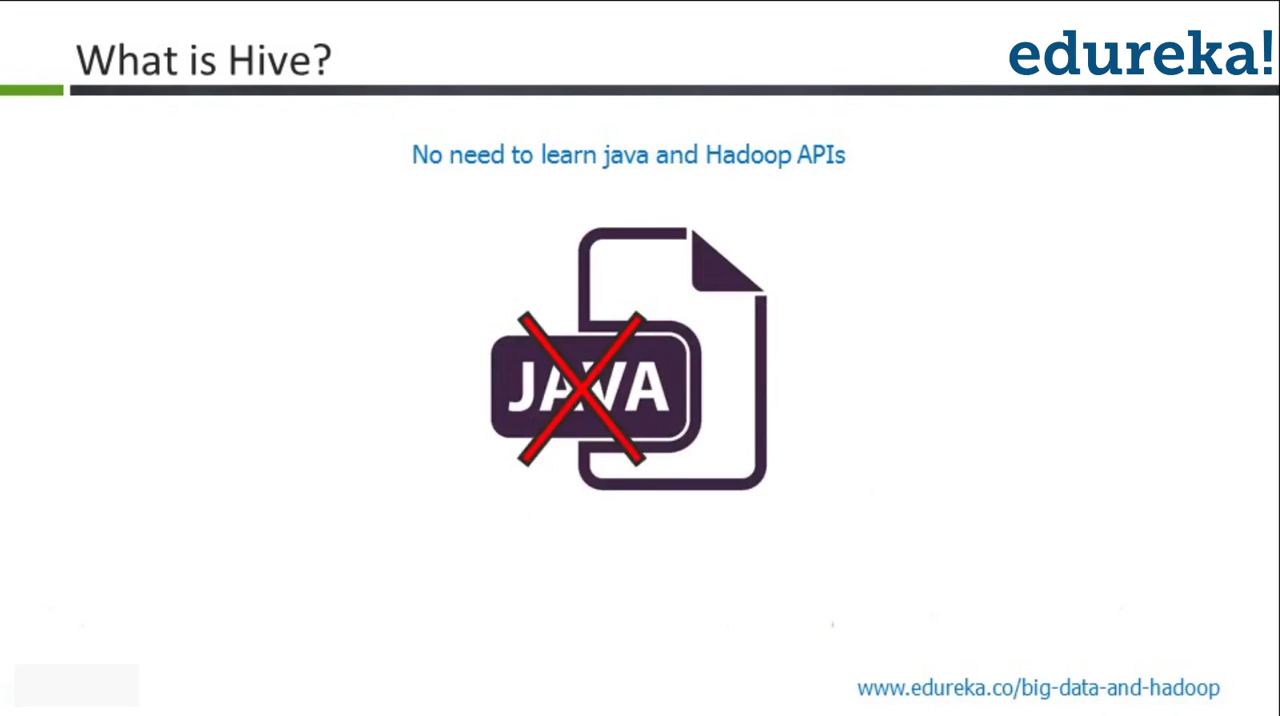 What is Hive?
edureka!
No need to learn java and Hadoop APIs
JAVA
www.edureka.co/big-data-and-hadoop